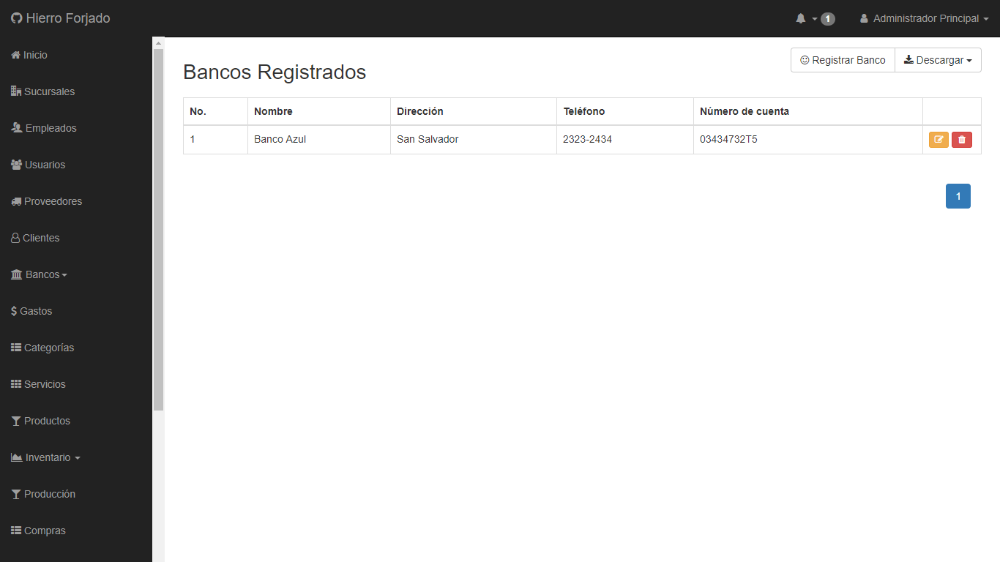 Hierro Forjado
1
Administrador Principal
Inicio
Sucursales
Empleados
Usuarios
Proveedores
Clientes
Bancos
Gastos
Categorías
Servicios
Productos
Inventario
Producción
Compras
Bancos Registrados
Registrar Banco
Descargar
No. Nombre Dirección Teléfono Número de cuenta
1 Banco Azul San Salvador 2323-2434 03434732T5
1